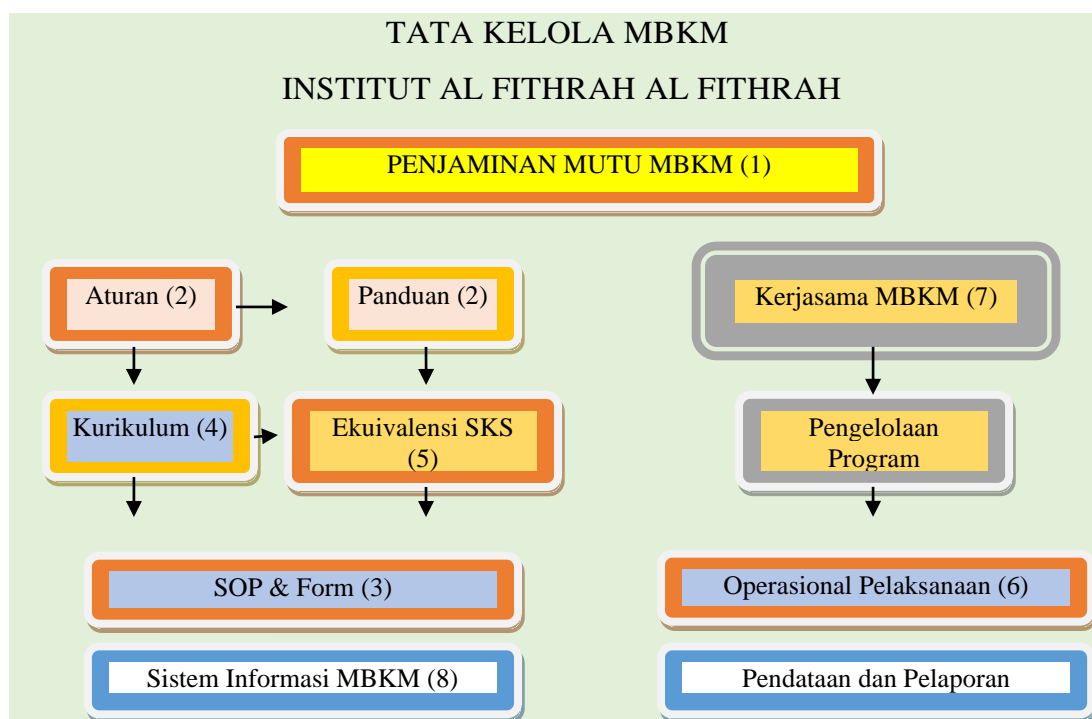 TATA KELOLA MBKM
INSTITUT AL FITHRAH AL FITHRAH
PENJAMINAN MUTU MBKM (1)
Aturan (2)
Panduan (2)
Kerjasama MBKM (7)
Kurikulum (4)
Ekuivalensi SKS
(5)
Pengelolaan
Program
SOP & Form (3)
Operasional Pelaksanaan (6)
Sistem Informasi MBKM (8)
Pendataan dan Pelaporan